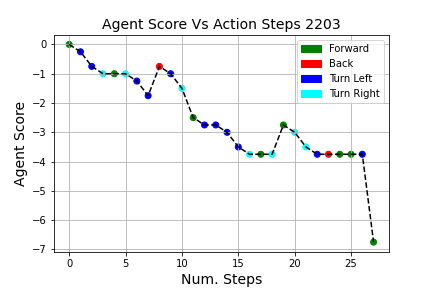 Agent Score Vs Action Steps 2203
Forward
Back
Turn Left
Turn Right
Agent Score
0
−1
−2
−3
−4
−5
−6
−7
0 5 10 15 20 25
Num. Steps